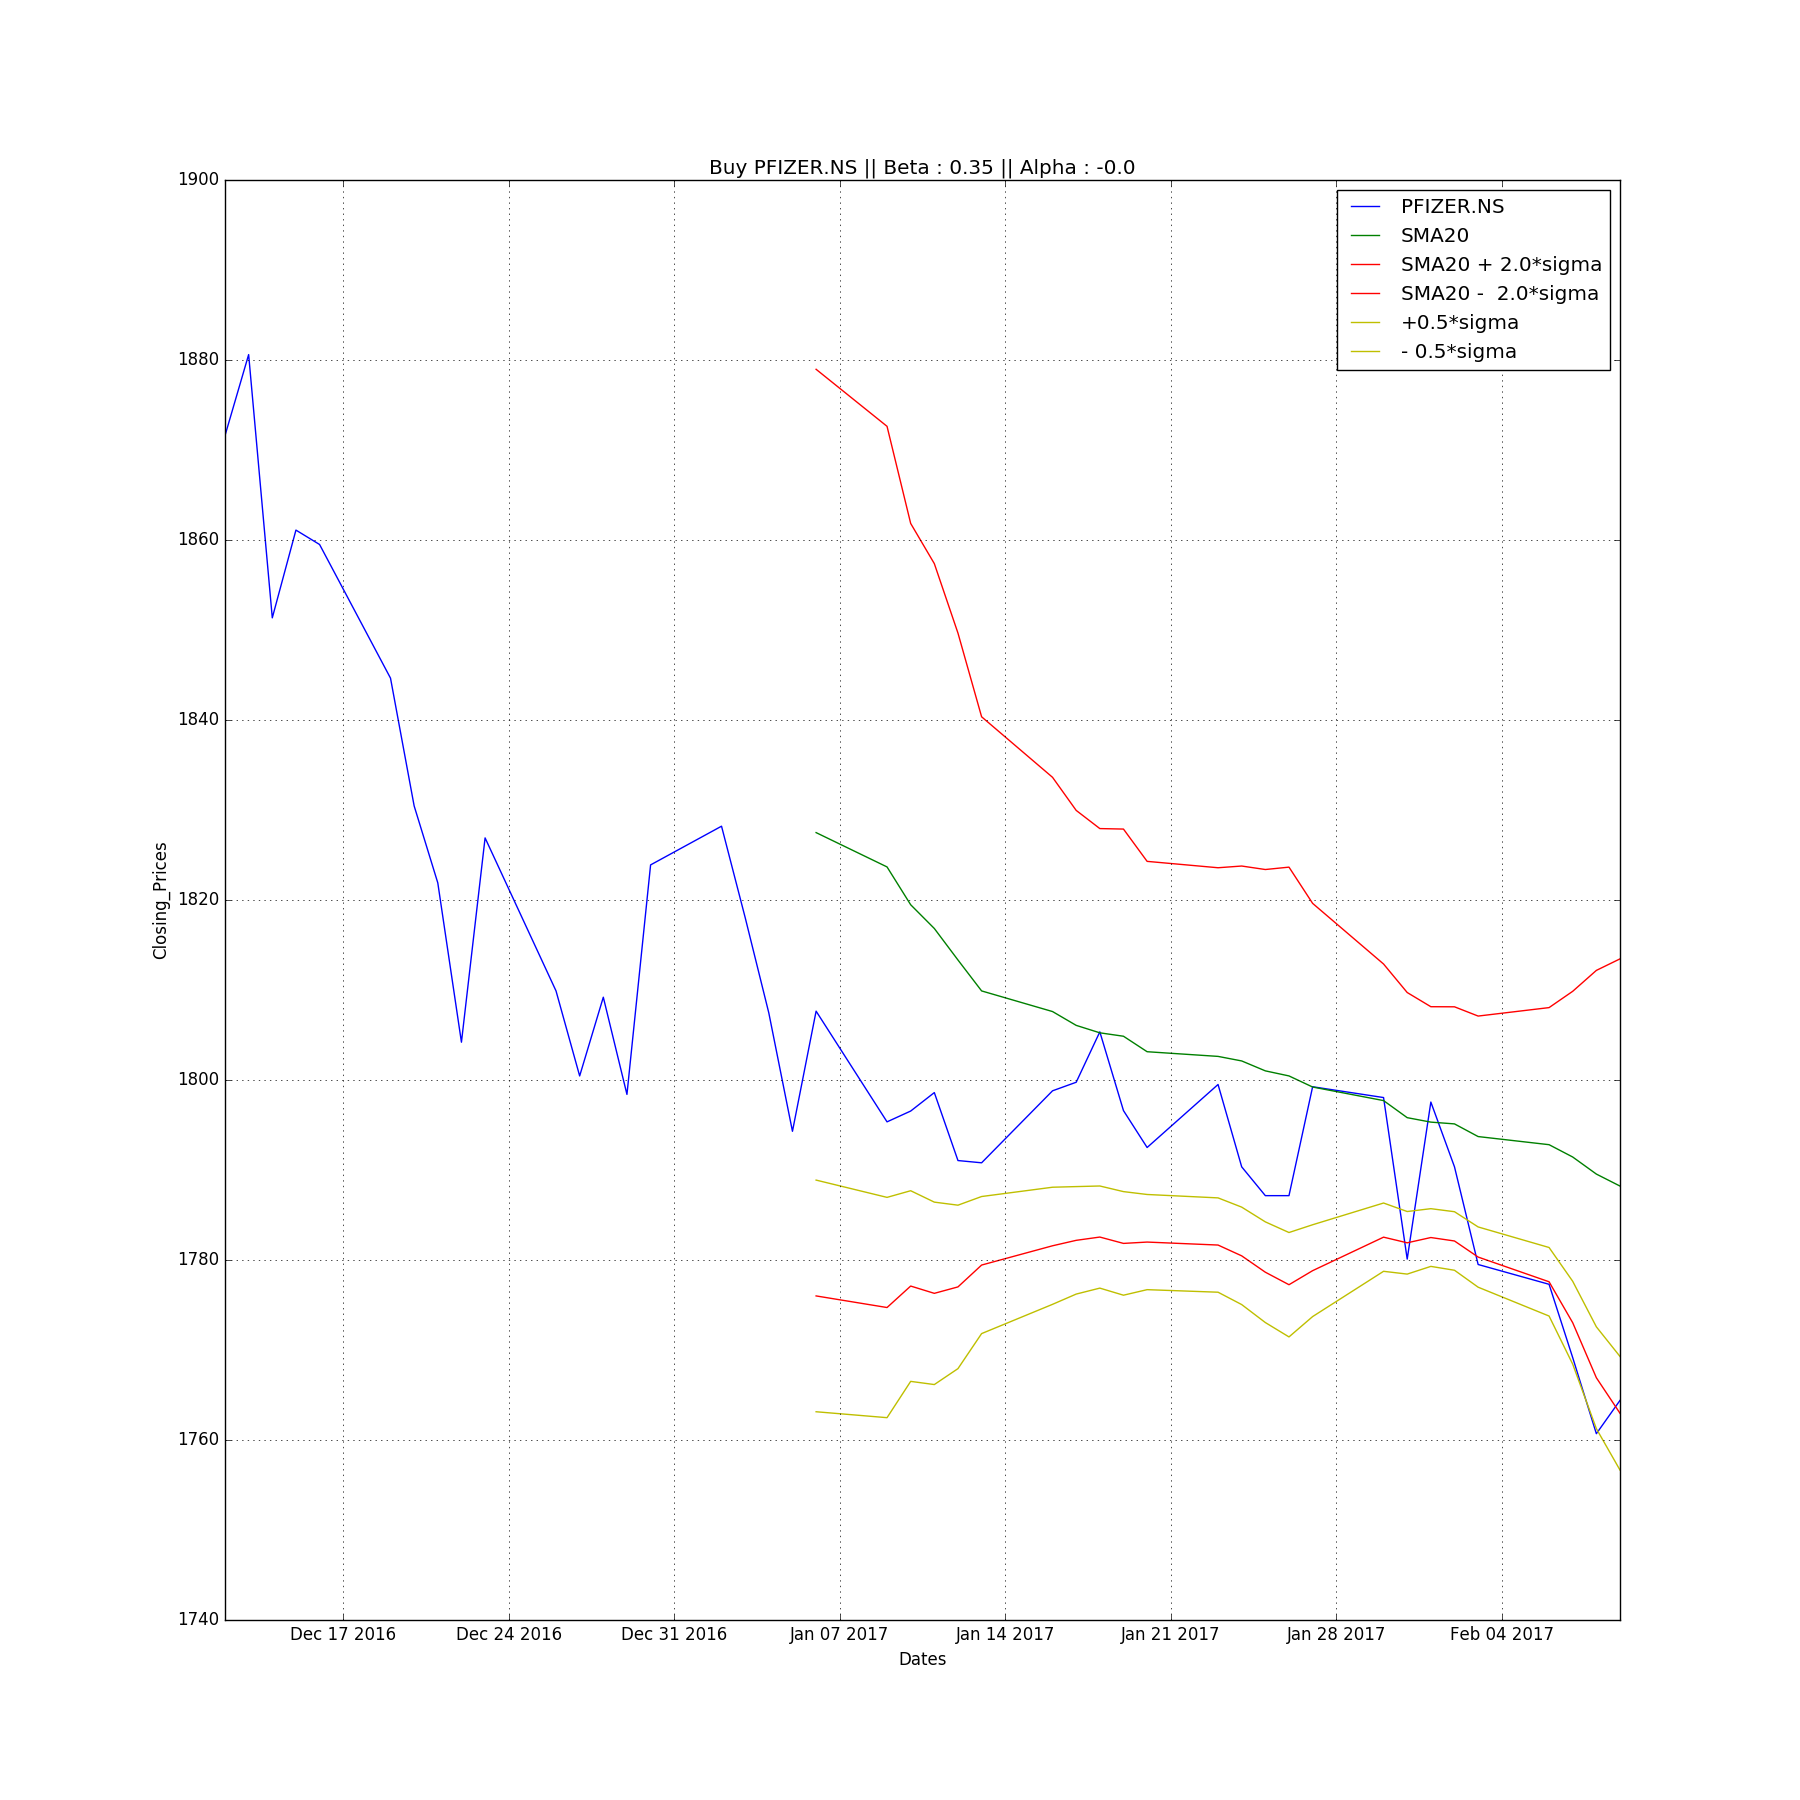 Buy PFIZER.NS || Beta : 0.35 || Alpha : -0.0
1900
1880
1860
1840
1820
1800
1780
1760
1740
Closing_Prices
PFIZER.NS
SMA20
SMA20 + 2.0*sigma
SMA20 -  2.0*sigma
+0.5*sigma
- 0.5*sigma
Dec 17 2016 Dec 24 2016 Dec 31 2016 Jan 07 2017 Jan 14 2017 Jan 21 2017 Jan 28 2017 Feb 04 2017
Dates